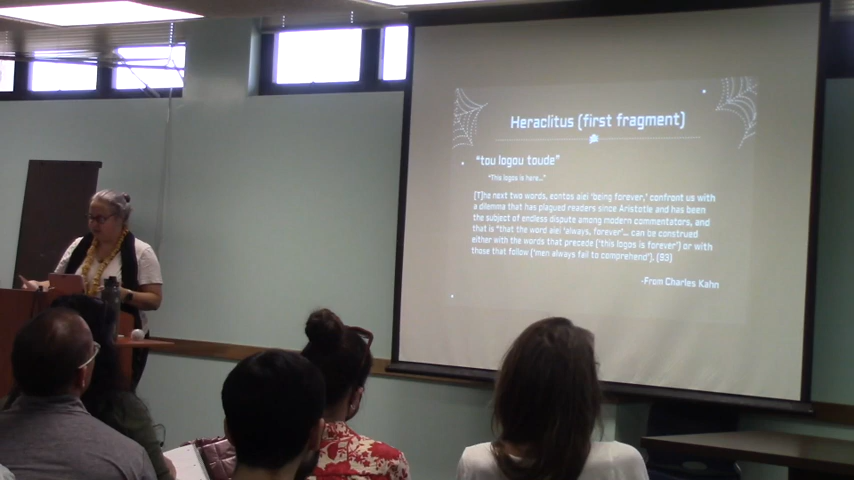 Heraclitus (first fragment)
"tou logou toude"
"This logos is here..."
[T]he next two words, eontos aiei 'being forever,' confront us with
a dilemma that has plagued readers since Aristotle and has been
the subject of endless dispute among modern commentators, and
that is "that the word aiei 'always, forever'... can be construed
either with the words that precede ('this logos is forever') or with
those that follow ('men always fail to comprehend'). (93)
-From Charles Kahn